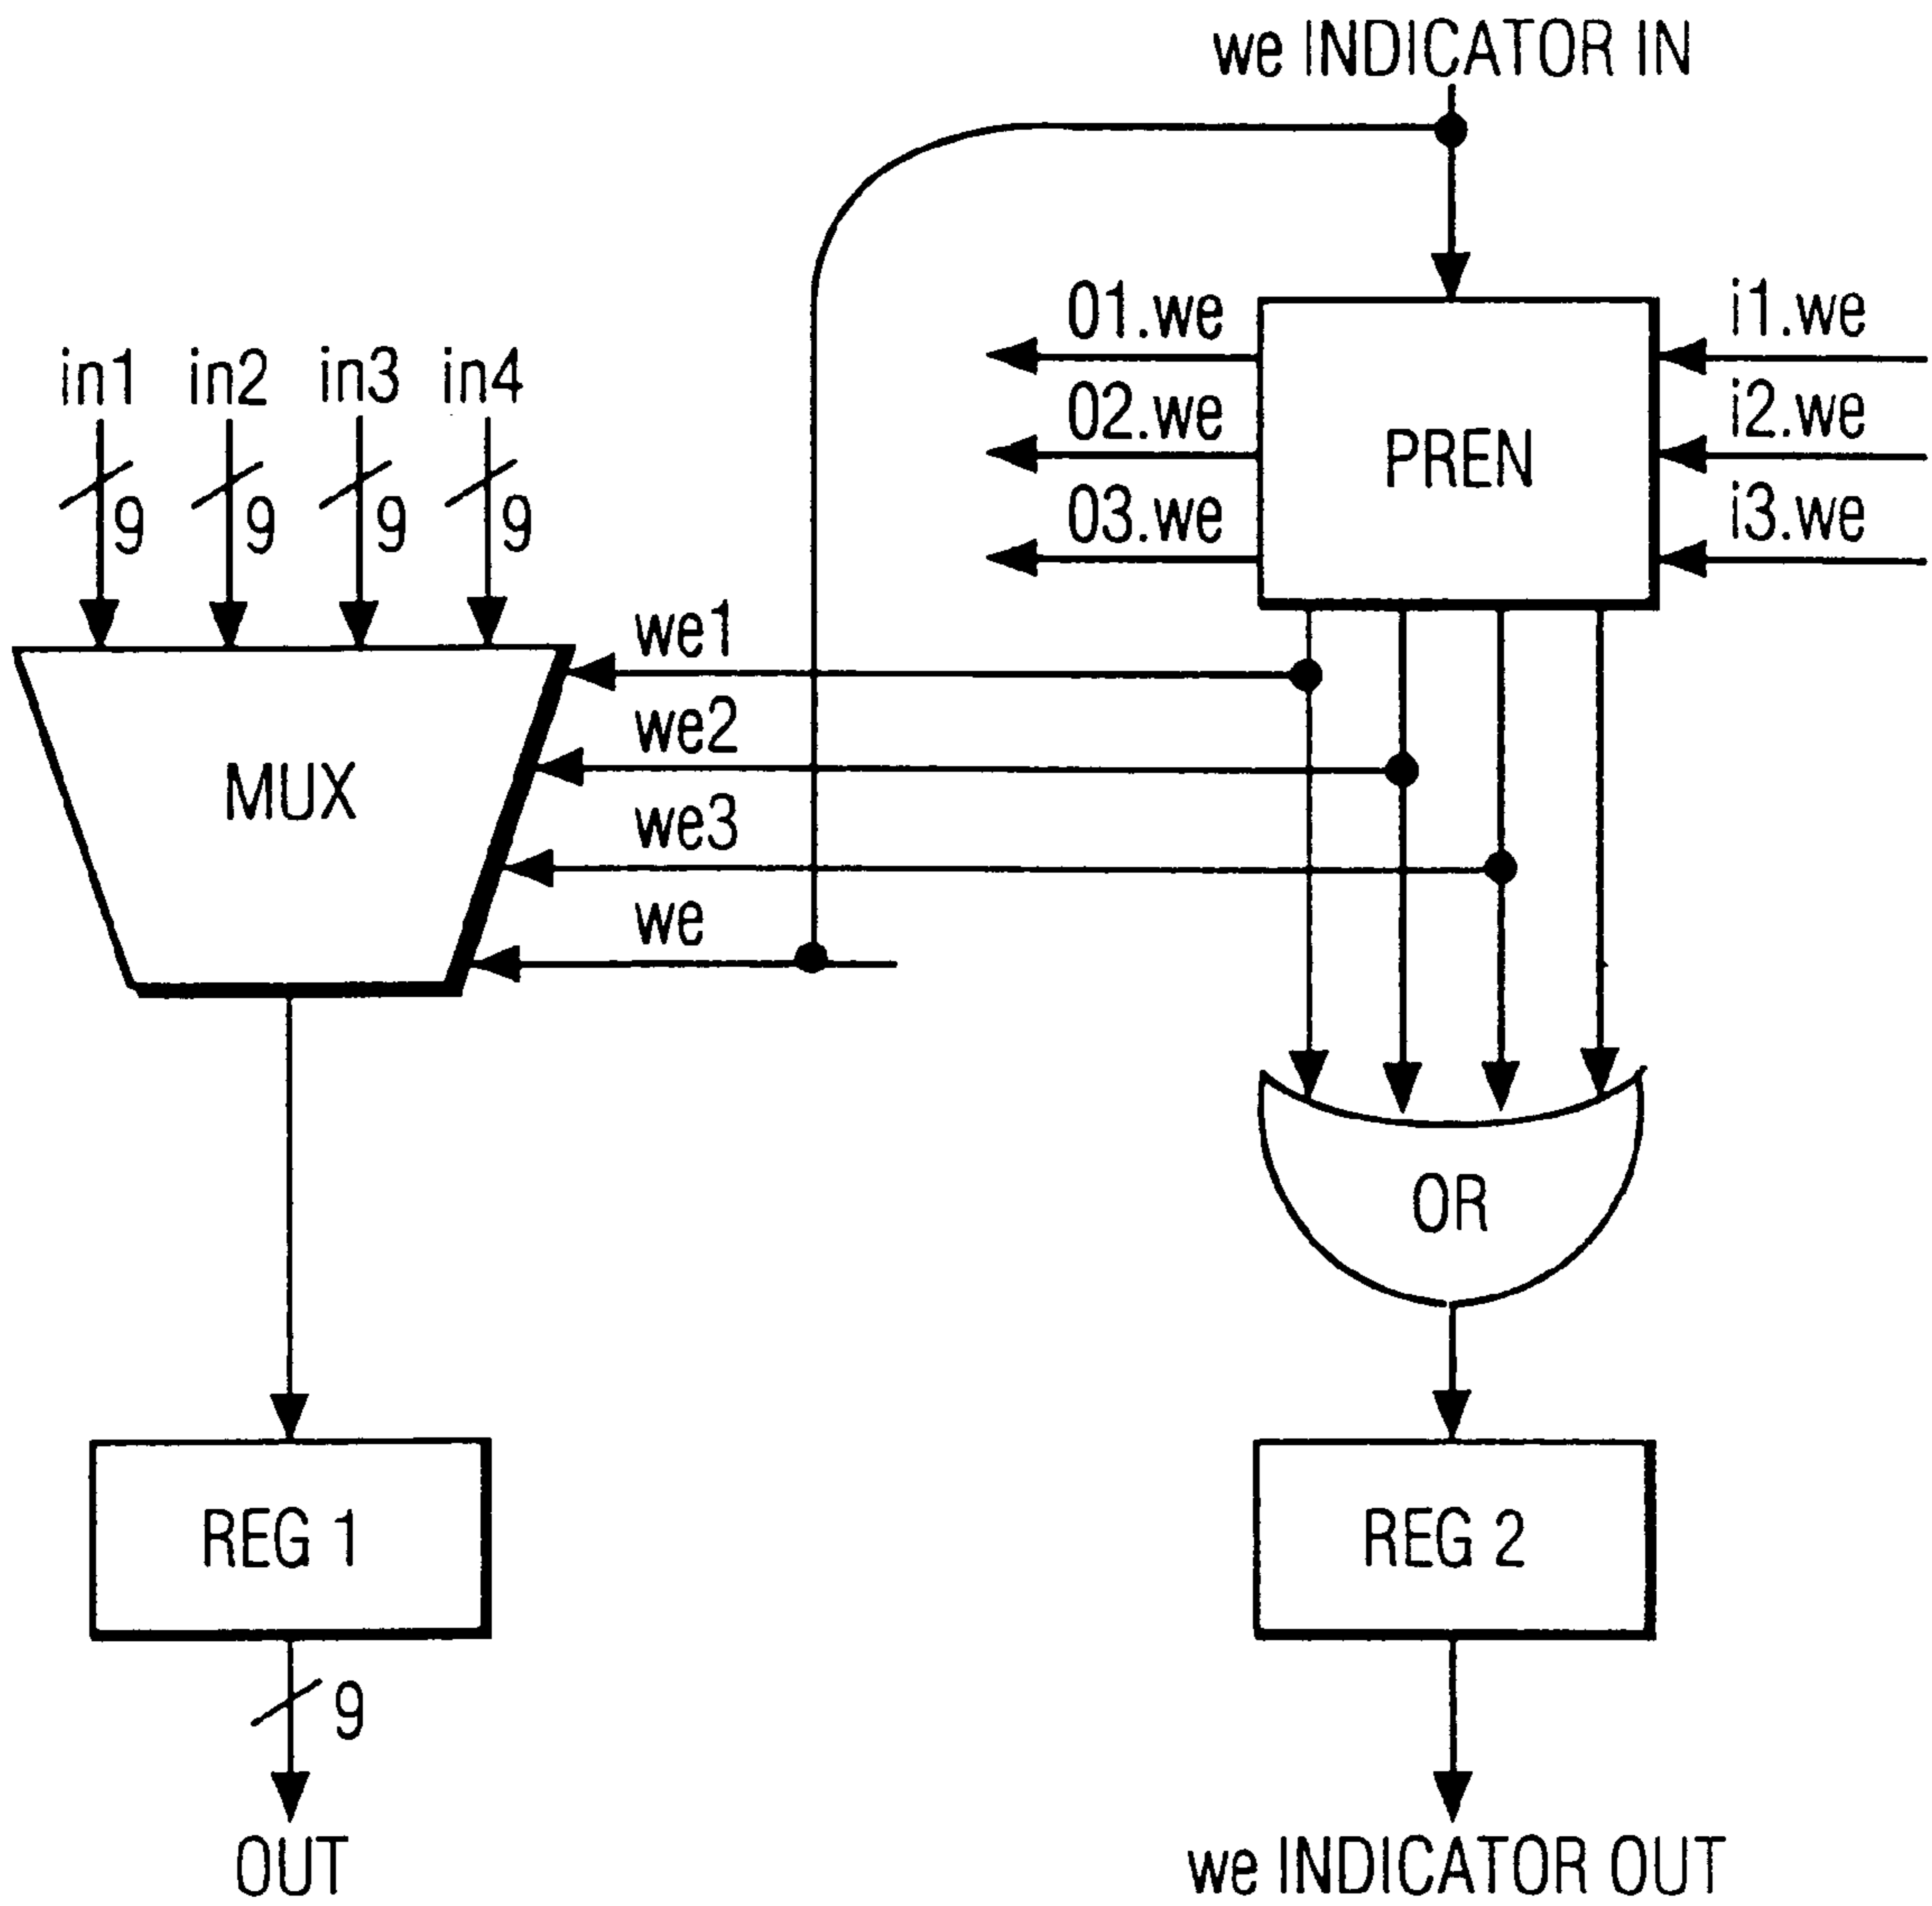 we INDICATOR IN
01.we
i1.we
02.we
i2.we
03.we
i3.we
PREN
in1 in2 in3 in4
9 9 9 9
we1
we2
we3
we
MUX
OR
REG 1
REG 2
9
OUT
we INDICATOR OUT